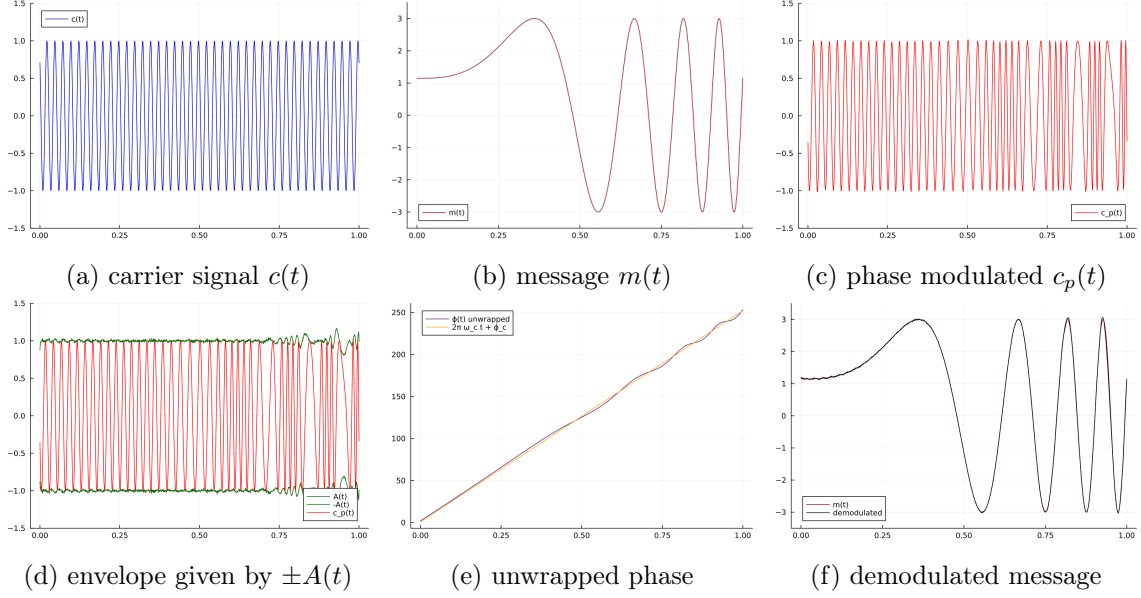 1.5
1.0
0.5
0.0
−0.5
−1.0
−1.5
0.00 0.25 0.50 0.75 1.00
c(t)
(a) carrier signal c(t)
3
2
1
0
−1
−2
−3
0.00 0.25 0.50 0.75 1.00
m(t)
(b) message m(t)
1.5
1.0
0.5
0.0
−0.5
−1.0
−1.5
0.00 0.25 0.50 0.75 1.00
c_p(t)
(c) phase modulated cₚ(t)
1.5
1.0
0.5
0.0
−0.5
−1.0
−1.5
0.00 0.25 0.50 0.75 1.00
A(t)
-A(t)
c_p(t)
(d) envelope given by ±A(t)
250
200
150
100
50
0
0.00 0.25 0.50 0.75 1.00
ϕ(t) unwrapped
2π ω_c t + ϕ_c
(e) unwrapped phase
3
2
1
0
−1
−2
−3
0.00 0.25 0.50 0.75 1.00
m(t)
demodulated
(f) demodulated message